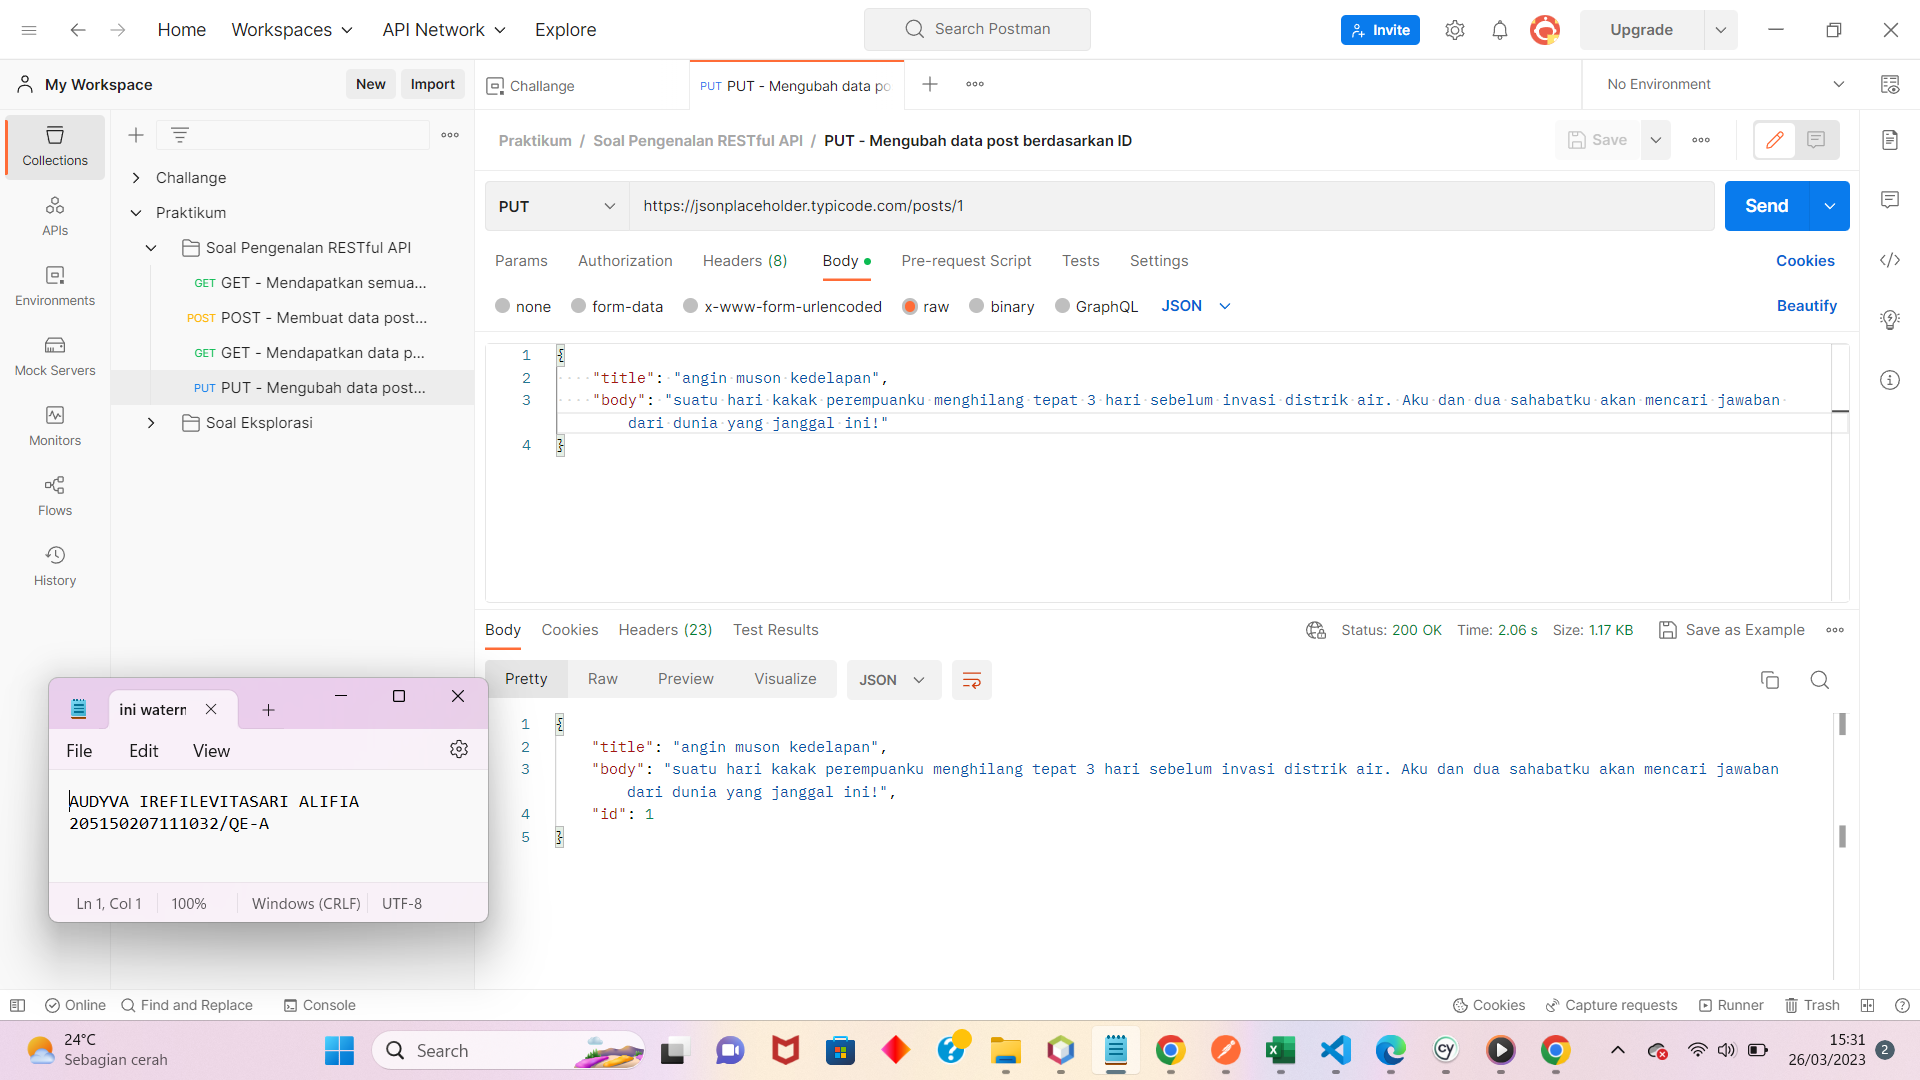 Home
Workspaces
API Network
Explore
Search Postman
Invite
Upgrade
My Workspace
New
Import
Challange
PUT PUT - Mengubah data po
No Environment
Collections
APIs
Environments
Mock Servers
Monitors
Flows
History
Challange
Praktikum
Soal Pengenalan RESTful API
GET GET - Mendapatkan semua...
POST POST - Membuat data post...
GET GET - Mendapatkan data p...
PUT PUT - Mengubah data post...
Soal Eksplorasi
Praktikum / Soal Pengenalan RESTful API / PUT - Mengubah data post berdasarkan ID
Save
PUT
https://jsonplaceholder.typicode.com/posts/1
Send
Params
Authorization
Headers (8)
Body
Pre-request Script
Tests
Settings
Cookies
none
form-data
x-www-form-urlencoded
raw
binary
GraphQL
JSON
Beautify
1 {
2 "title": "angin muson kedelapan",
3 "body": "suatu hari kakak perempuanku menghilang tepat 3 hari sebelum invasi distrik air. Aku dan dua sahabatku akan mencari jawaban
dari dunia yang janggal ini!"
4 }
Body
Cookies
Headers (23)
Test Results
Status: 200 OK
Time: 2.06 s
Size: 1.17 KB
Save as Example
Pretty
Raw
Preview
Visualize
JSON
1 {
2 "title": "angin muson kedelapan",
3 "body": "suatu hari kakak perempuanku menghilang tepat 3 hari sebelum invasi distrik air. Aku dan dua sahabatku akan mencari jawaban
dari dunia yang janggal ini!",
4 "id": 1
5 }
ini watern
File
Edit
View
AUDYVA IREFILEVITASARI ALIFIA
205150207111032/QE-A
Ln 1, Col 1
100%
Windows (CRLF)
UTF-8
Online
Find and Replace
Console
Cookies
Capture requests
Runner
Trash
24°C
Sebagian cerah
Search
CY
15:31
26/03/2023
2